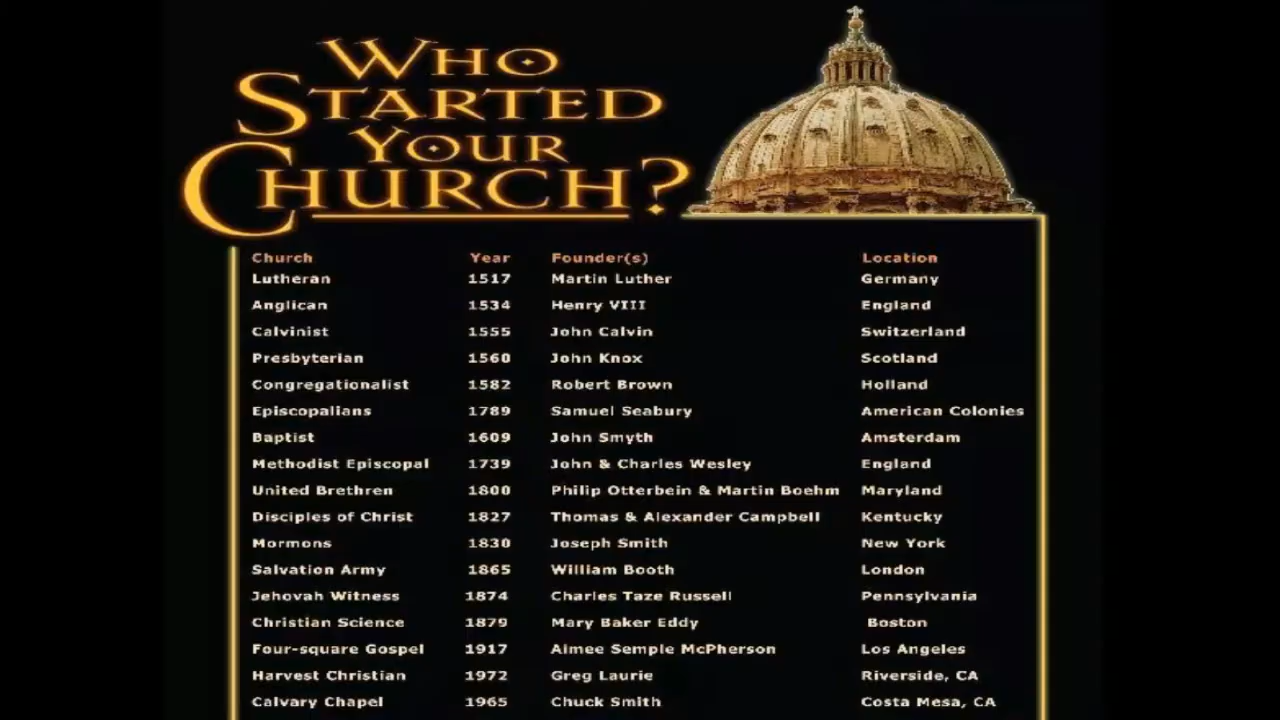 WHO
STARTED
YOUR
CHURCH?
Church Year Founder(s) Location
Lutheran 1517 Martin Luther Germany
Anglican 1534 Henry VIII England
Calvinist 1555 John Calvin Switzerland
Presbyterian 1560 John Knox Scotland
Congregationalist 1582 Robert Brown Holland
Episcopalians 1789 Samuel Seabury American Colonies
Baptist 1609 John Smyth Amsterdam
Methodist Episcopal 1739 John & Charles Wesley England
United Brethren 1800 Philip Otterbein & Martin Boehm Maryland
Disciples of Christ 1827 Thomas & Alexander Campbell Kentucky
Mormons 1830 Joseph Smith New York
Salvation Army 1865 William Booth London
Jehovah Witness 1874 Charles Taze Russell Pennsylvania
Christian Science 1879 Mary Baker Eddy Boston
Four-square Gospel 1917 Aimee Semple McPherson Los Angeles
Harvest Christian 1972 Greg Laurie Riverside, CA
Calvary Chapel 1965 Chuck Smith Costa Mesa, CA